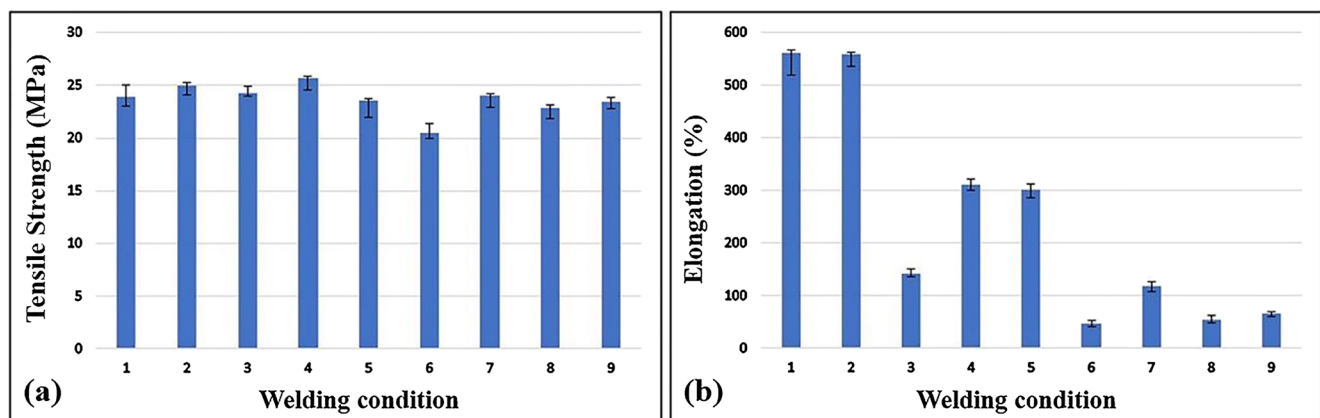 Tensile Strength (MPa)
30
25
20
15
10
5
0
1 2 3 4 5 6 7 8 9
(a) Welding condition
Elongation (%)
600
500
400
300
200
100
0
1 2 3 4 5 6 7 8 9
(b) Welding condition